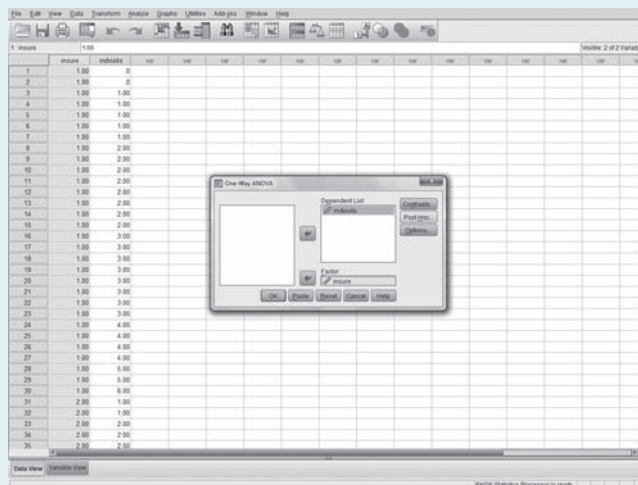 File Edit View Data Transform Analyze Graphs Utilities Add-ons Window Help
1 : insure 1.00 Visible: 2 of 2 Variabl
insure mdvisits var var var var var var var var var var var var var
1 1.00 .0
2 1.00 .0
3 1.00 1.00
4 1.00 1.00
5 1.00 1.00
6 1.00 1.00
7 1.00 1.00
8 1.00 2.00
9 1.00 2.00
10 1.00 2.00
11 1.00 2.00
12 1.00 2.00
13 1.00 2.00
14 1.00 2.00
15 1.00 2.00
16 1.00 3.00
17 1.00 3.00
18 1.00 3.00
19 1.00 3.00
20 1.00 3.00
21 1.00 3.00
22 1.00 3.00
23 1.00 3.00
24 1.00 4.00
25 1.00 4.00
26 1.00 4.00
27 1.00 4.00
28 1.00 5.00
29 1.00 5.00
30 1.00 6.00
31 2.00 1.00
32 2.00 1.00
33 2.00 2.00
34 2.00 2.00
35 2.00 2.00
One-Way ANOVA
Dependent List
mdvisits
Contrasts...
Post Hoc...
Options...
Factor
insure
OK Paste Reset Cancel Help
Data View Variable View
PASW Statistics Processor is ready